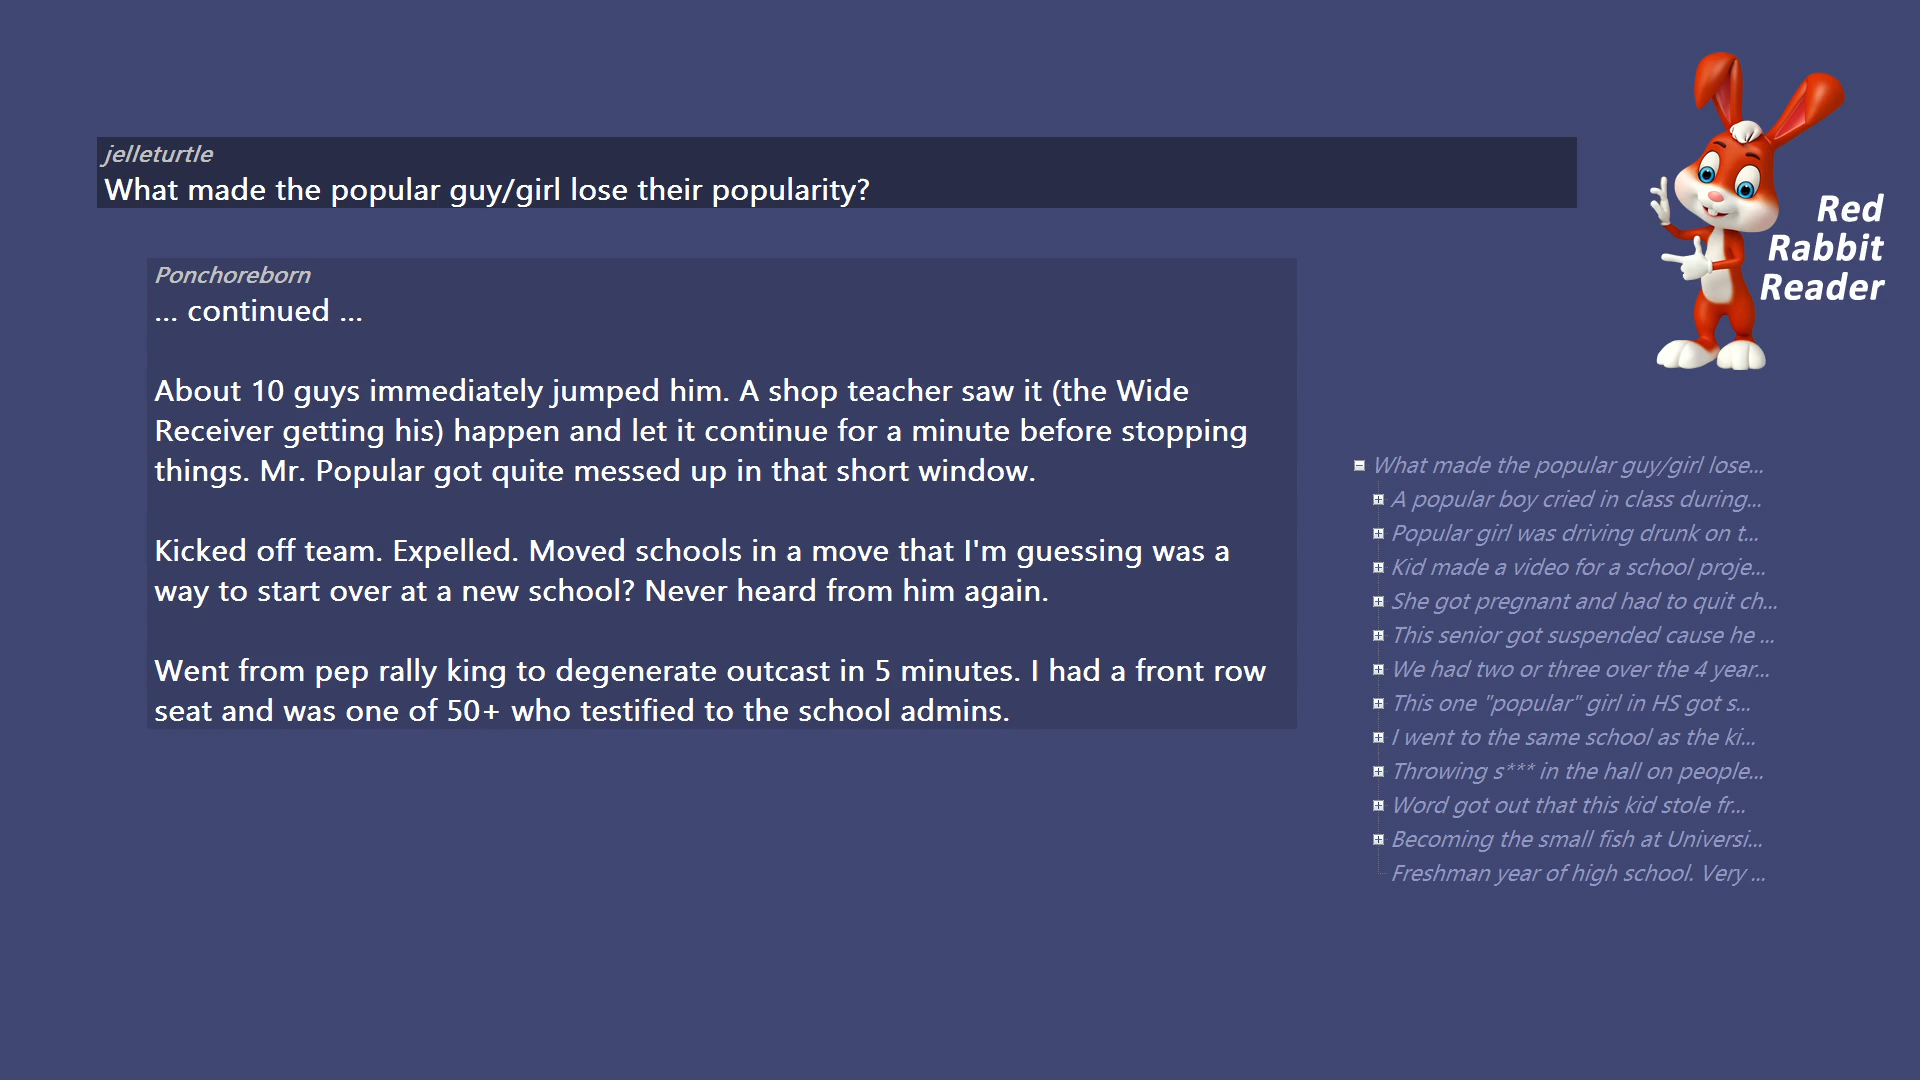 jelleturtle
What made the popular guy/girl lose their popularity?
Ponchoreborn
... continued ...
About 10 guys immediately jumped him. A shop teacher saw it (the Wide
Receiver getting his) happen and let it continue for a minute before stopping
things. Mr. Popular got quite messed up in that short window.
Kicked off team. Expelled. Moved schools in a move that I'm guessing was a
way to start over at a new school? Never heard from him again.
Went from pep rally king to degenerate outcast in 5 minutes. I had a front row
seat and was one of 50+ who testified to the school admins.
Red
Rabbit
Reader
What made the popular guy/girl lose...
A popular boy cried in class during...
Popular girl was driving drunk on t...
Kid made a video for a school proje...
She got pregnant and had to quit ch...
This senior got suspended cause he ...
We had two or three over the 4 year...
This one "popular" girl in HS got s...
I went to the same school as the ki...
Throwing s*** in the hall on people...
Word got out that this kid stole fr...
Becoming the small fish at Universi...
Freshman year of high school. Very ...